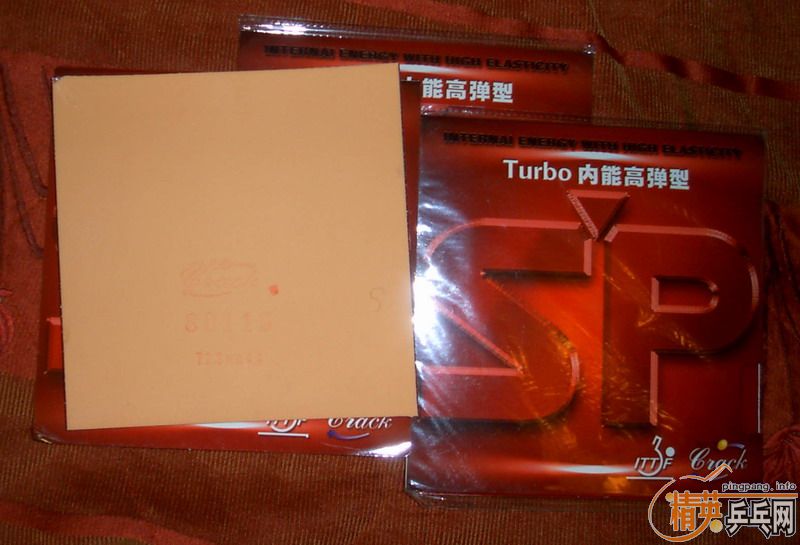 INTERNAl ENERGY WITH HIGH ELASTICITY
能高弹型
INTERNAl ENERGY WITH HIGH ELASTICITY
Turbo 内能高弹型
SP
Crack
ITTF Crack
ITTF Crack
pingpang.info
精英乒乓网